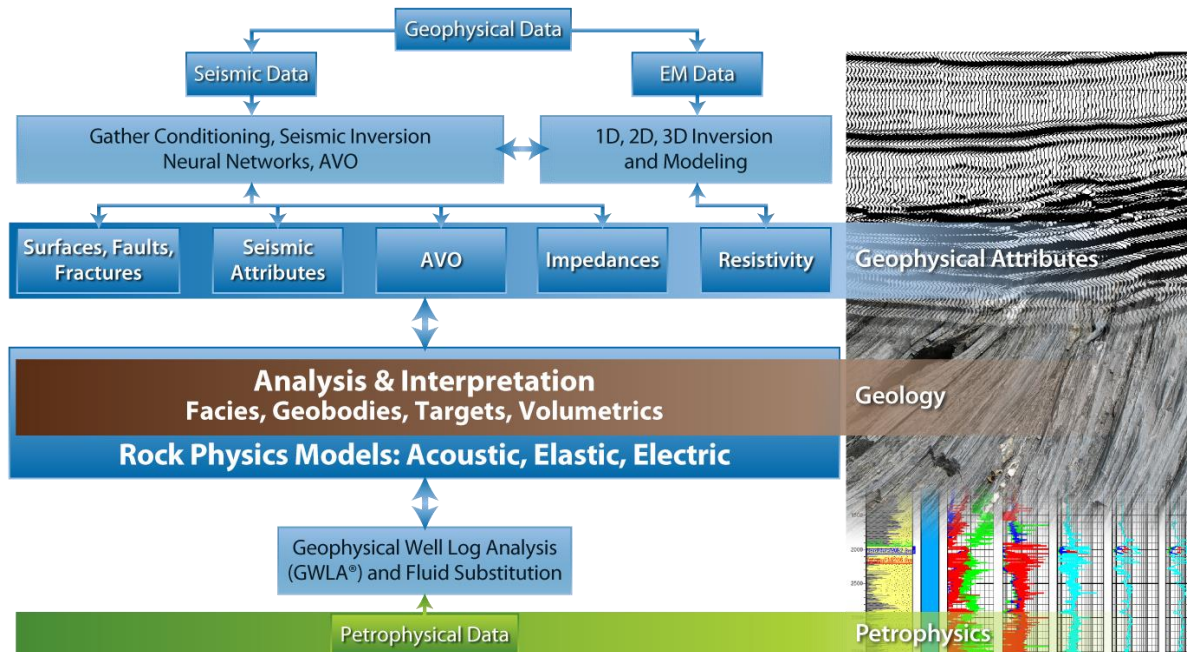 Geophysical Data
Seismic Data
EM Data
Gather Conditioning, Seismic Inversion
Neural Networks, AVO
1D, 2D, 3D Inversion
and Modeling
Surfaces, Faults,
Fractures
Seismic
Attributes
AVO
Impedances
Resistivity
Geophysical Attributes
Analysis & Interpretation
Facies, Geobodies, Targets, Volumetrics
Geology
Rock Physics Models: Acoustic, Elastic, Electric
Geophysical Well Log Analysis
(GWLA®) and Fluid Substitution
2000
2500
Petrophysical Data
Petrophysics